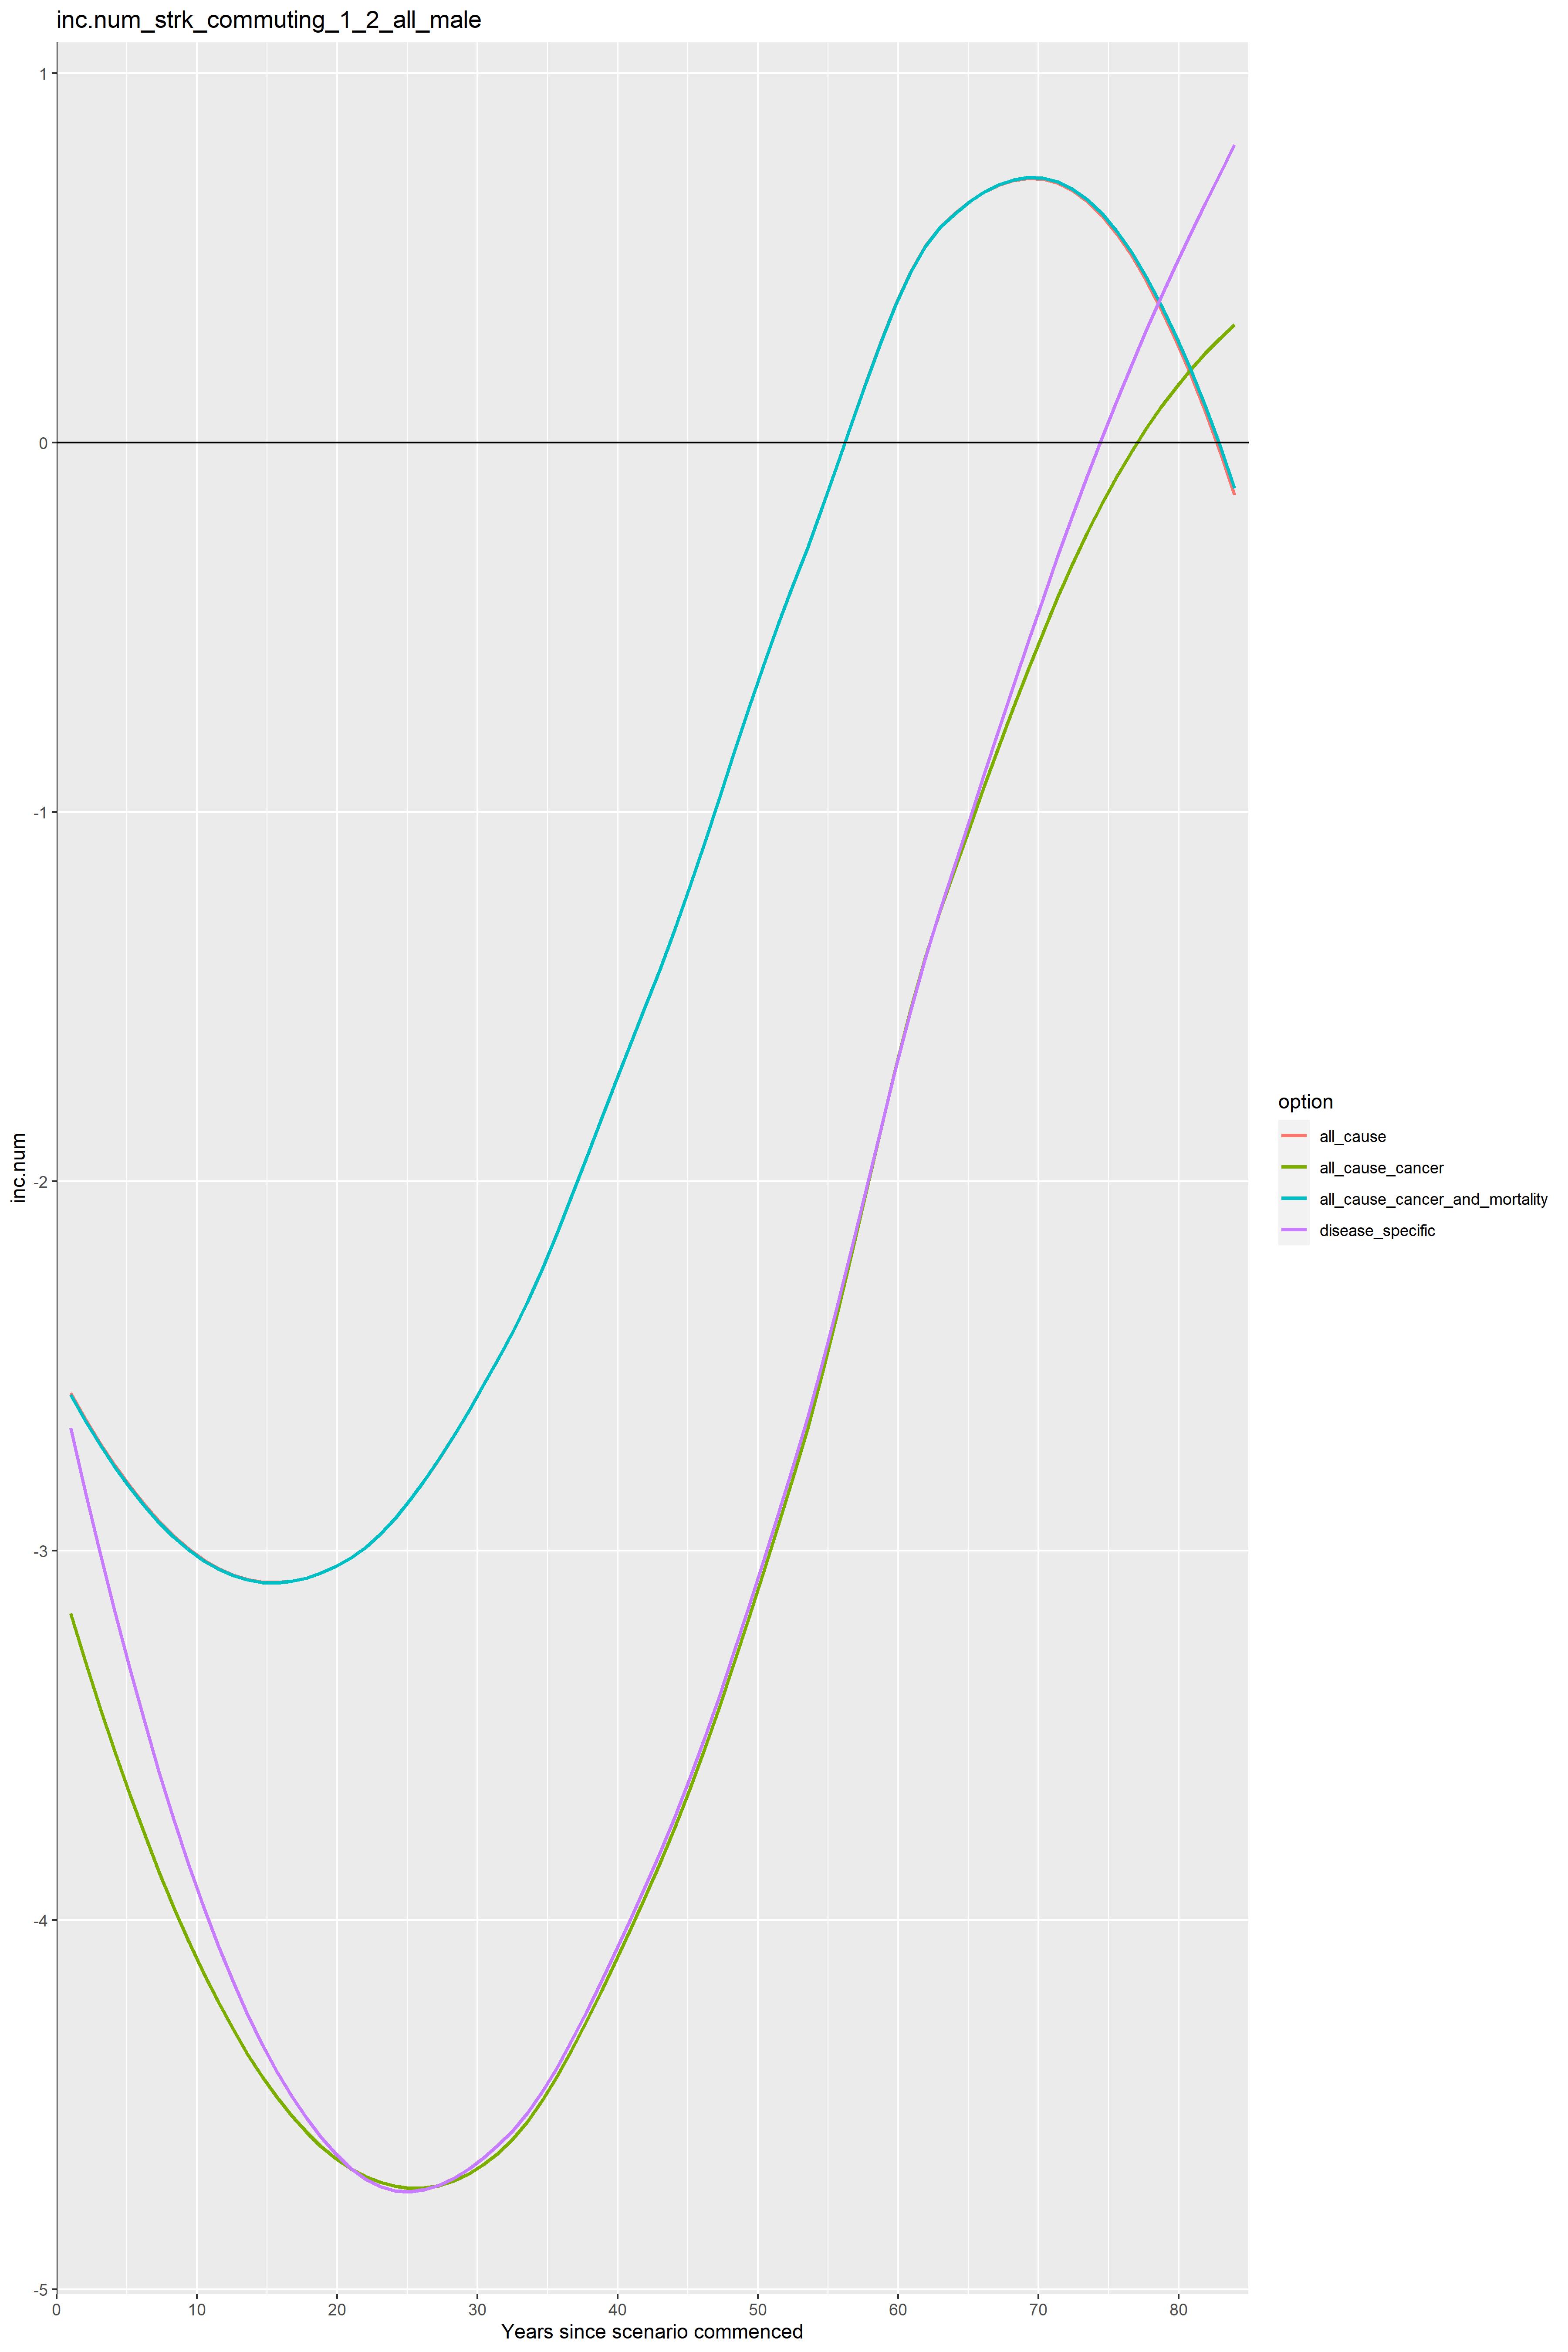 inc.num_strk_commuting_1_2_all_male
1
0
-1
-2
-3
-4
-5
inc.num
0 10 20 30 40 50 60 70 80
Years since scenario commenced
option
all_cause
all_cause_cancer
all_cause_cancer_and_mortality
disease_specific